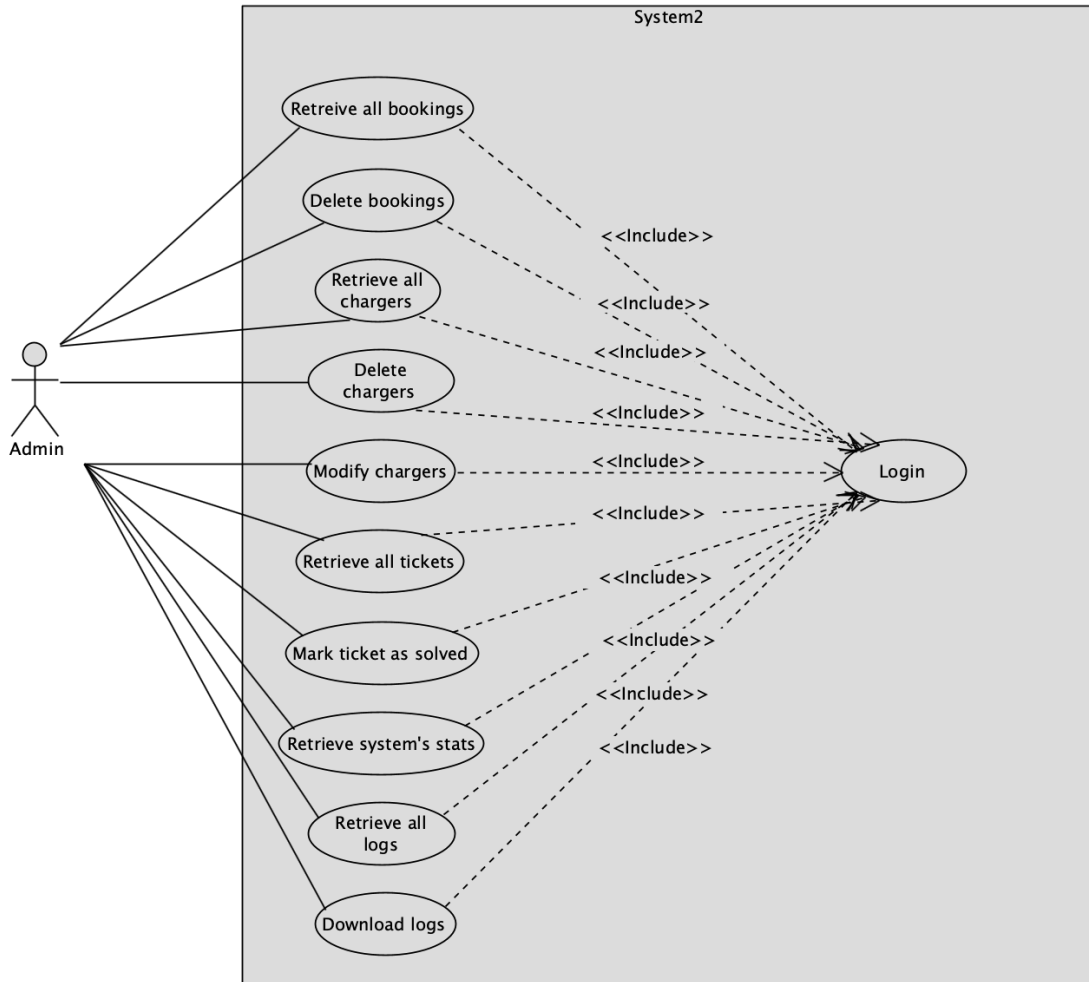 System2
Retreive all bookings
<<Include>>
Delete bookings
<<Include>>
Retrieve all
chargers
<<Include>>
Delete
chargers
<<Include>>
Admin
Modify chargers
<<Include>>
Login
Retrieve all tickets
<<Include>>
Mark ticket as solved
<<Include>>
Retrieve system's stats
<<Include>>
Retrieve all
logs
<<Include>>
Download logs
<<Include>>